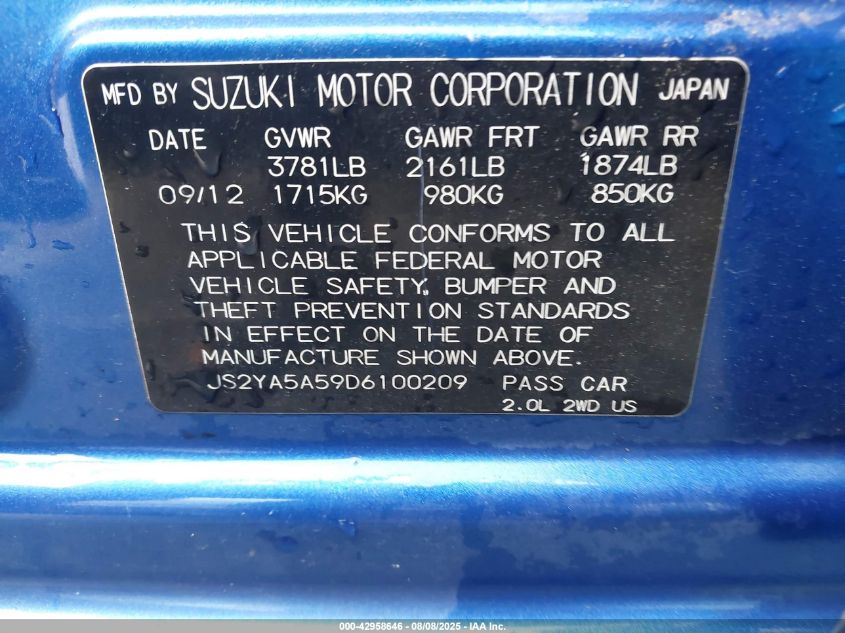 MFD BY SUZUKI MOTOR CORPORATION JAPAN
DATE GVWR GAWR FRT GAWR RR
3781LB 2161LB 1874LB
09/12 1715KG 980KG 850KG
THIS VEHICLE CONFORMS TO ALL
APPLICABLE FEDERAL MOTOR
VEHICLE SAFETY, BUMPER AND
THEFT PREVENTION STANDARDS
IN EFFECT ON THE DATE OF
MANUFACTURE SHOWN ABOVE.
JS2YA5A59D6100209 PASS CAR
2.0L 2WD US
000-42958646 - 08/08/2025 - IAA Inc.